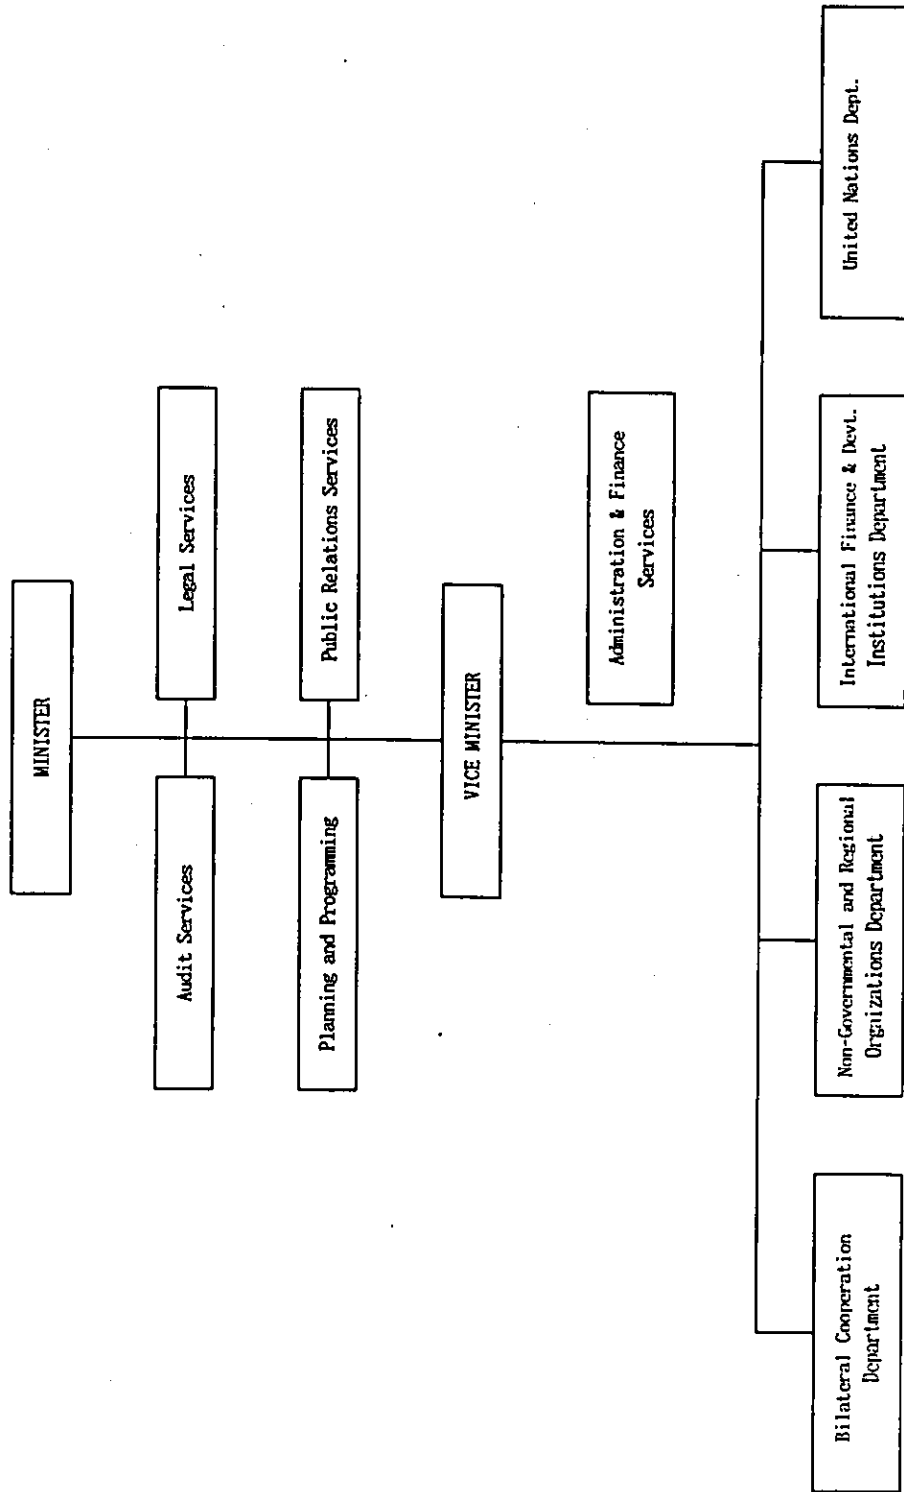 MINISTER
Audit Services
Legal Services
Planning and Programming
Public Relations Services
VICE MINISTER
Administration & Finance
Services
Bilateral Cooperation
Department
Non-Governmental and Regional
Orgnizations Department
International Finance & Devt.
Institutions Department
United Nations Dept.